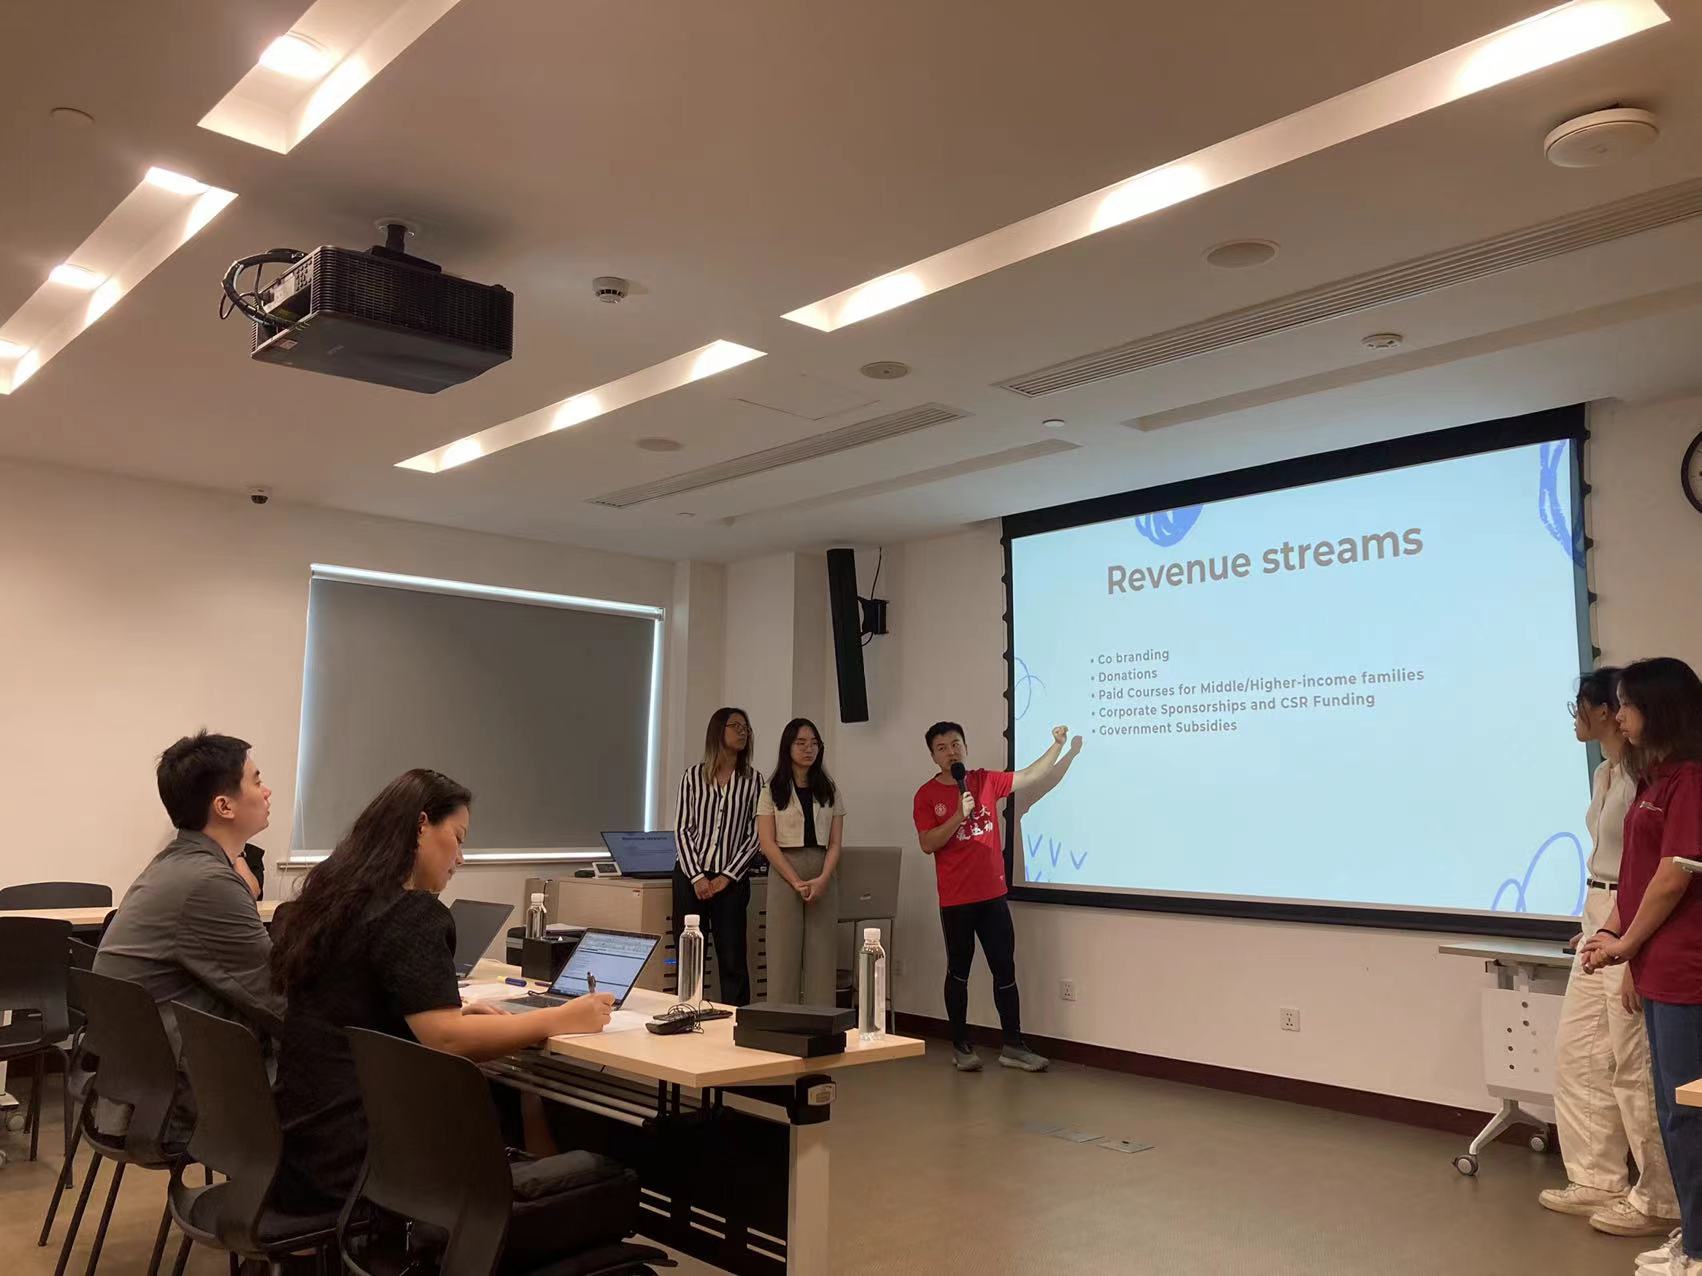 Revenue streams
• Co branding
• Donations
• Paid Courses for Middle/Higher-income families
• Corporate Sponsorships and CSR Funding
• Government Subsidies